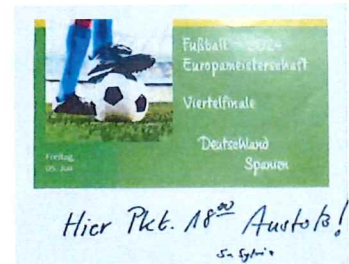 Fußball - 2024
Europameisterschaft
Viertelfinale
Deutschland
Spanien
Freitag,
05. Juli
Hier Pkt. 18⁰⁰ Anstoß!